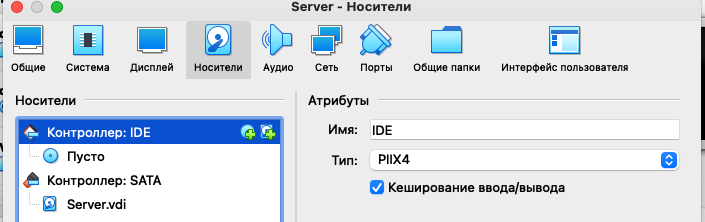 Server - Носители
Общие Система Дисплей Носители Аудио Сеть Порты Общие папки Интерфейс пользователя
Носители
Атрибуты
Контроллер: IDE
Имя: IDE
Пусто
Тип: PIIX4
Контроллер: SATA
Кеширование ввода/вывода
Server.vdi